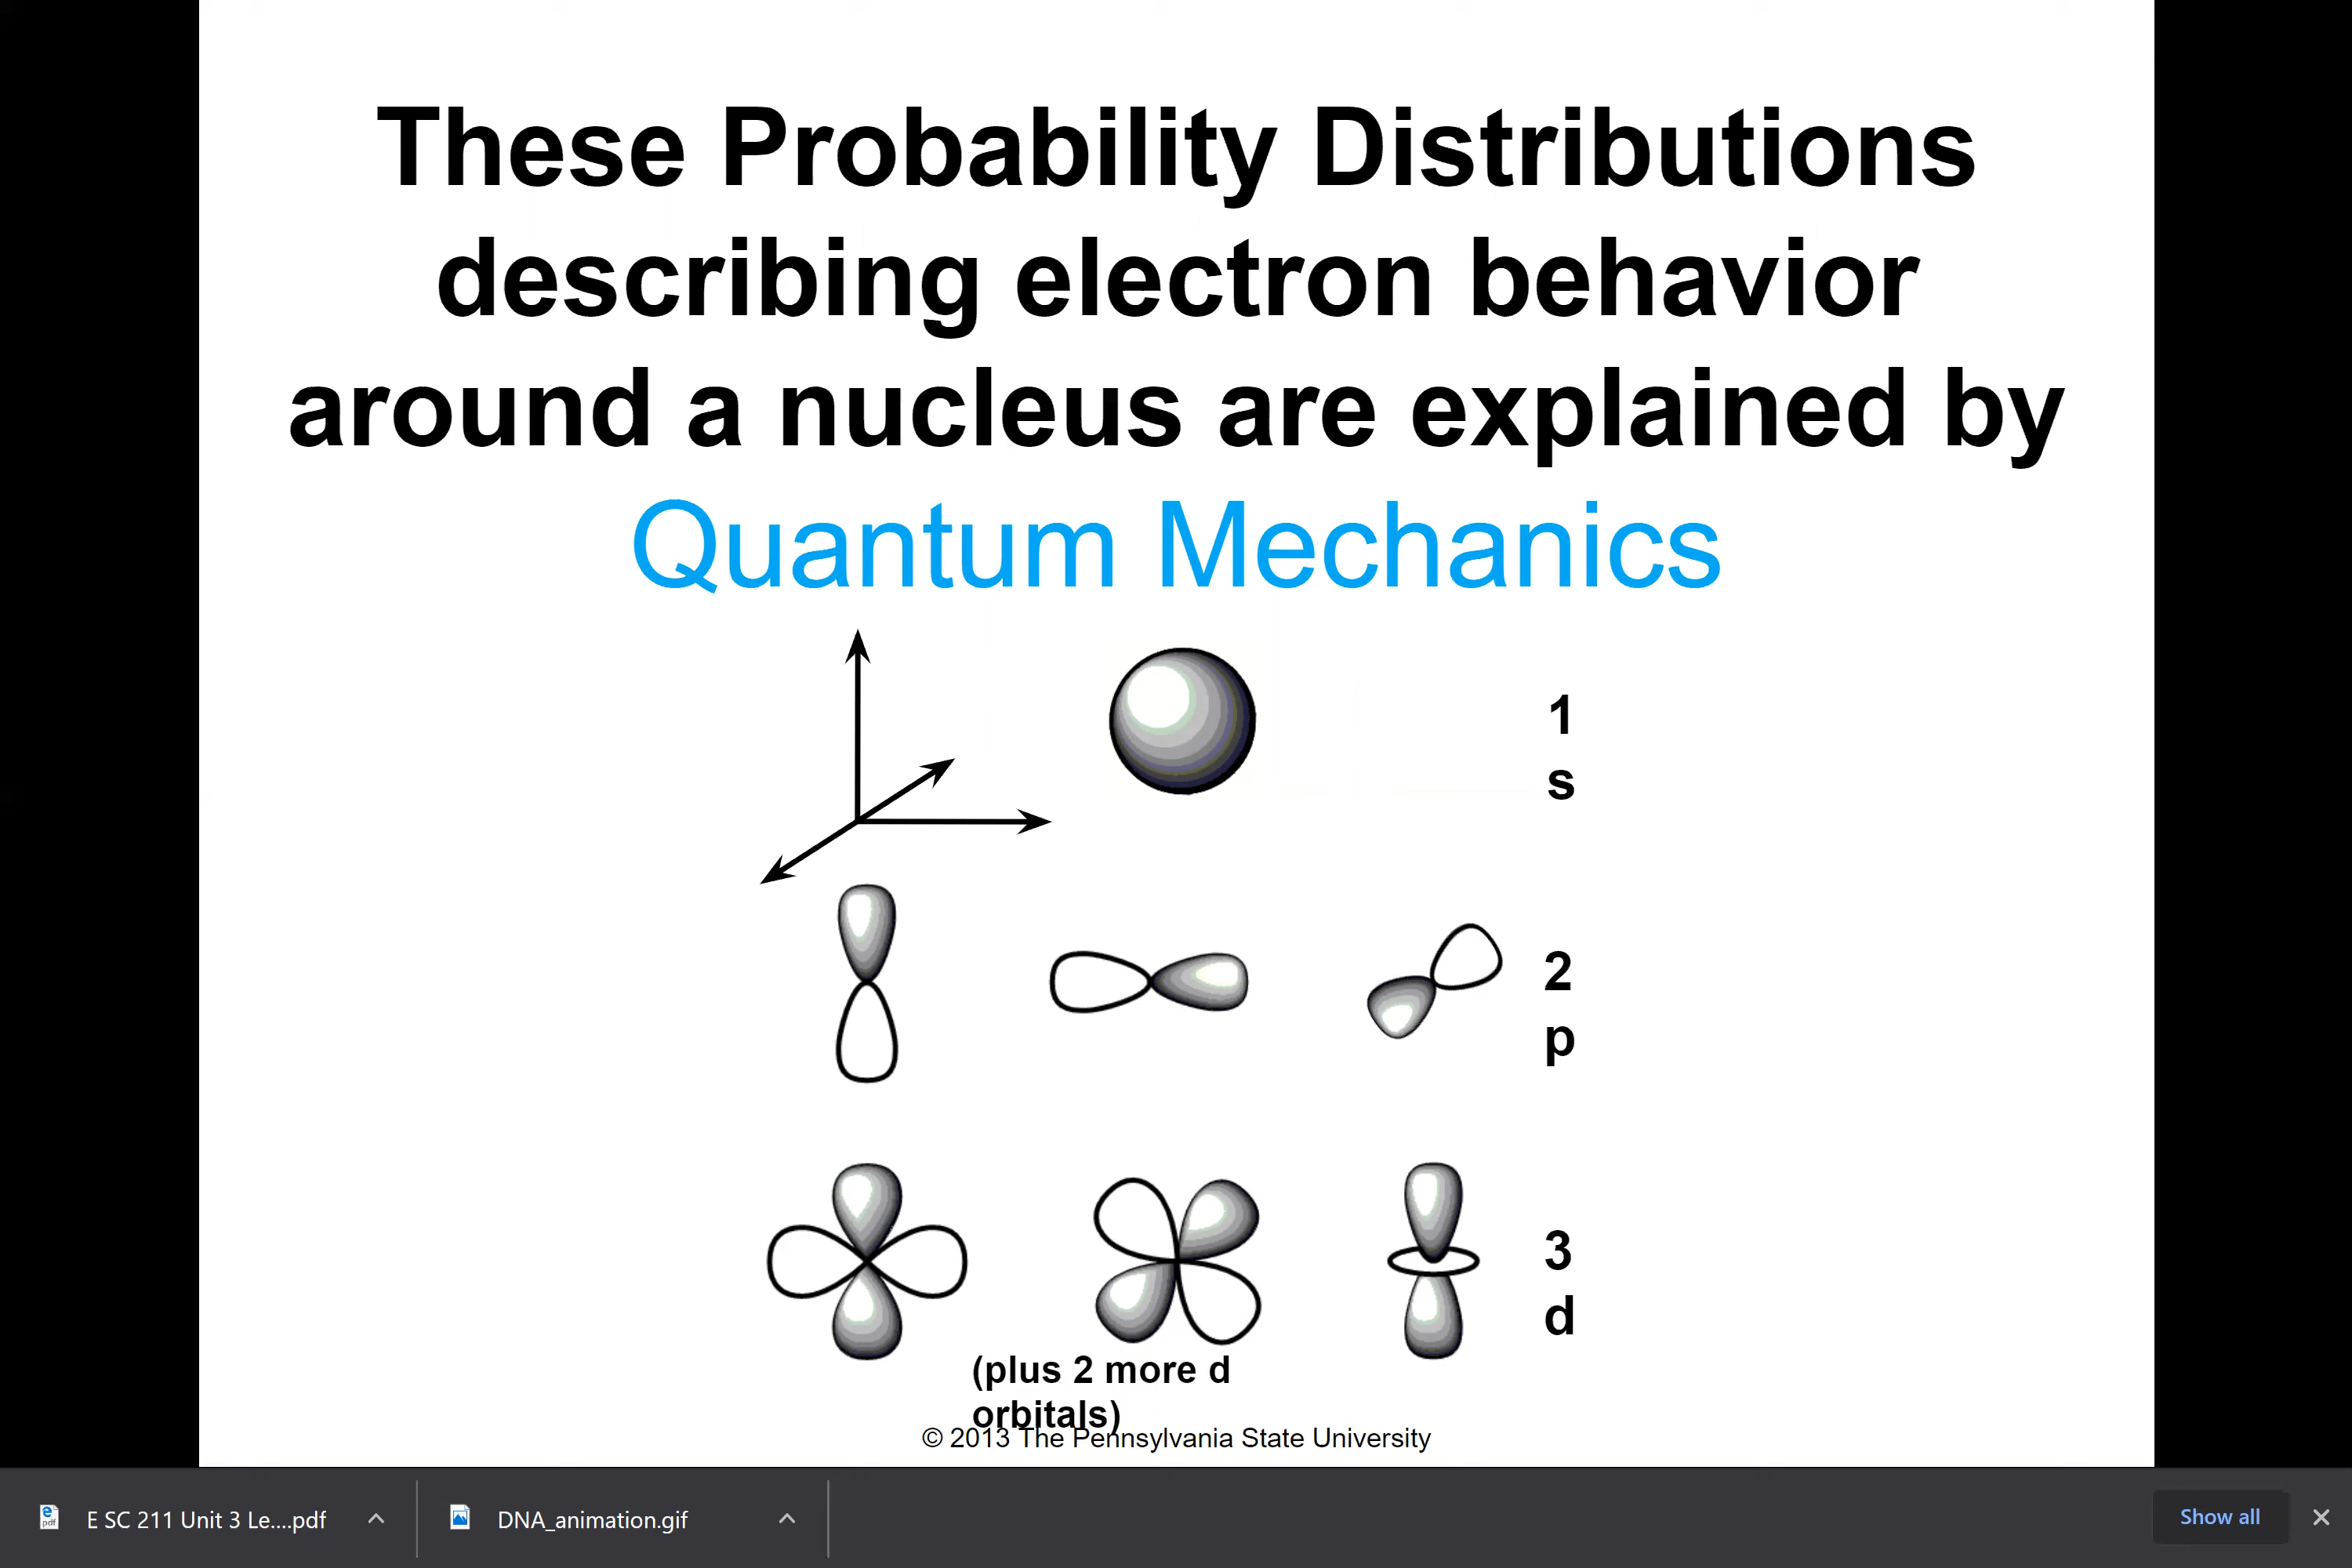 These Probability Distributions
describing electron behavior
around a nucleus are explained by
Quantum Mechanics
1
s
2
p
3
d
(plus 2 more d
orbitals)
© 2013 The Pennsylvania State University
E SC 211 Unit 3 Le....pdf
DNA_animation.gif
Show all